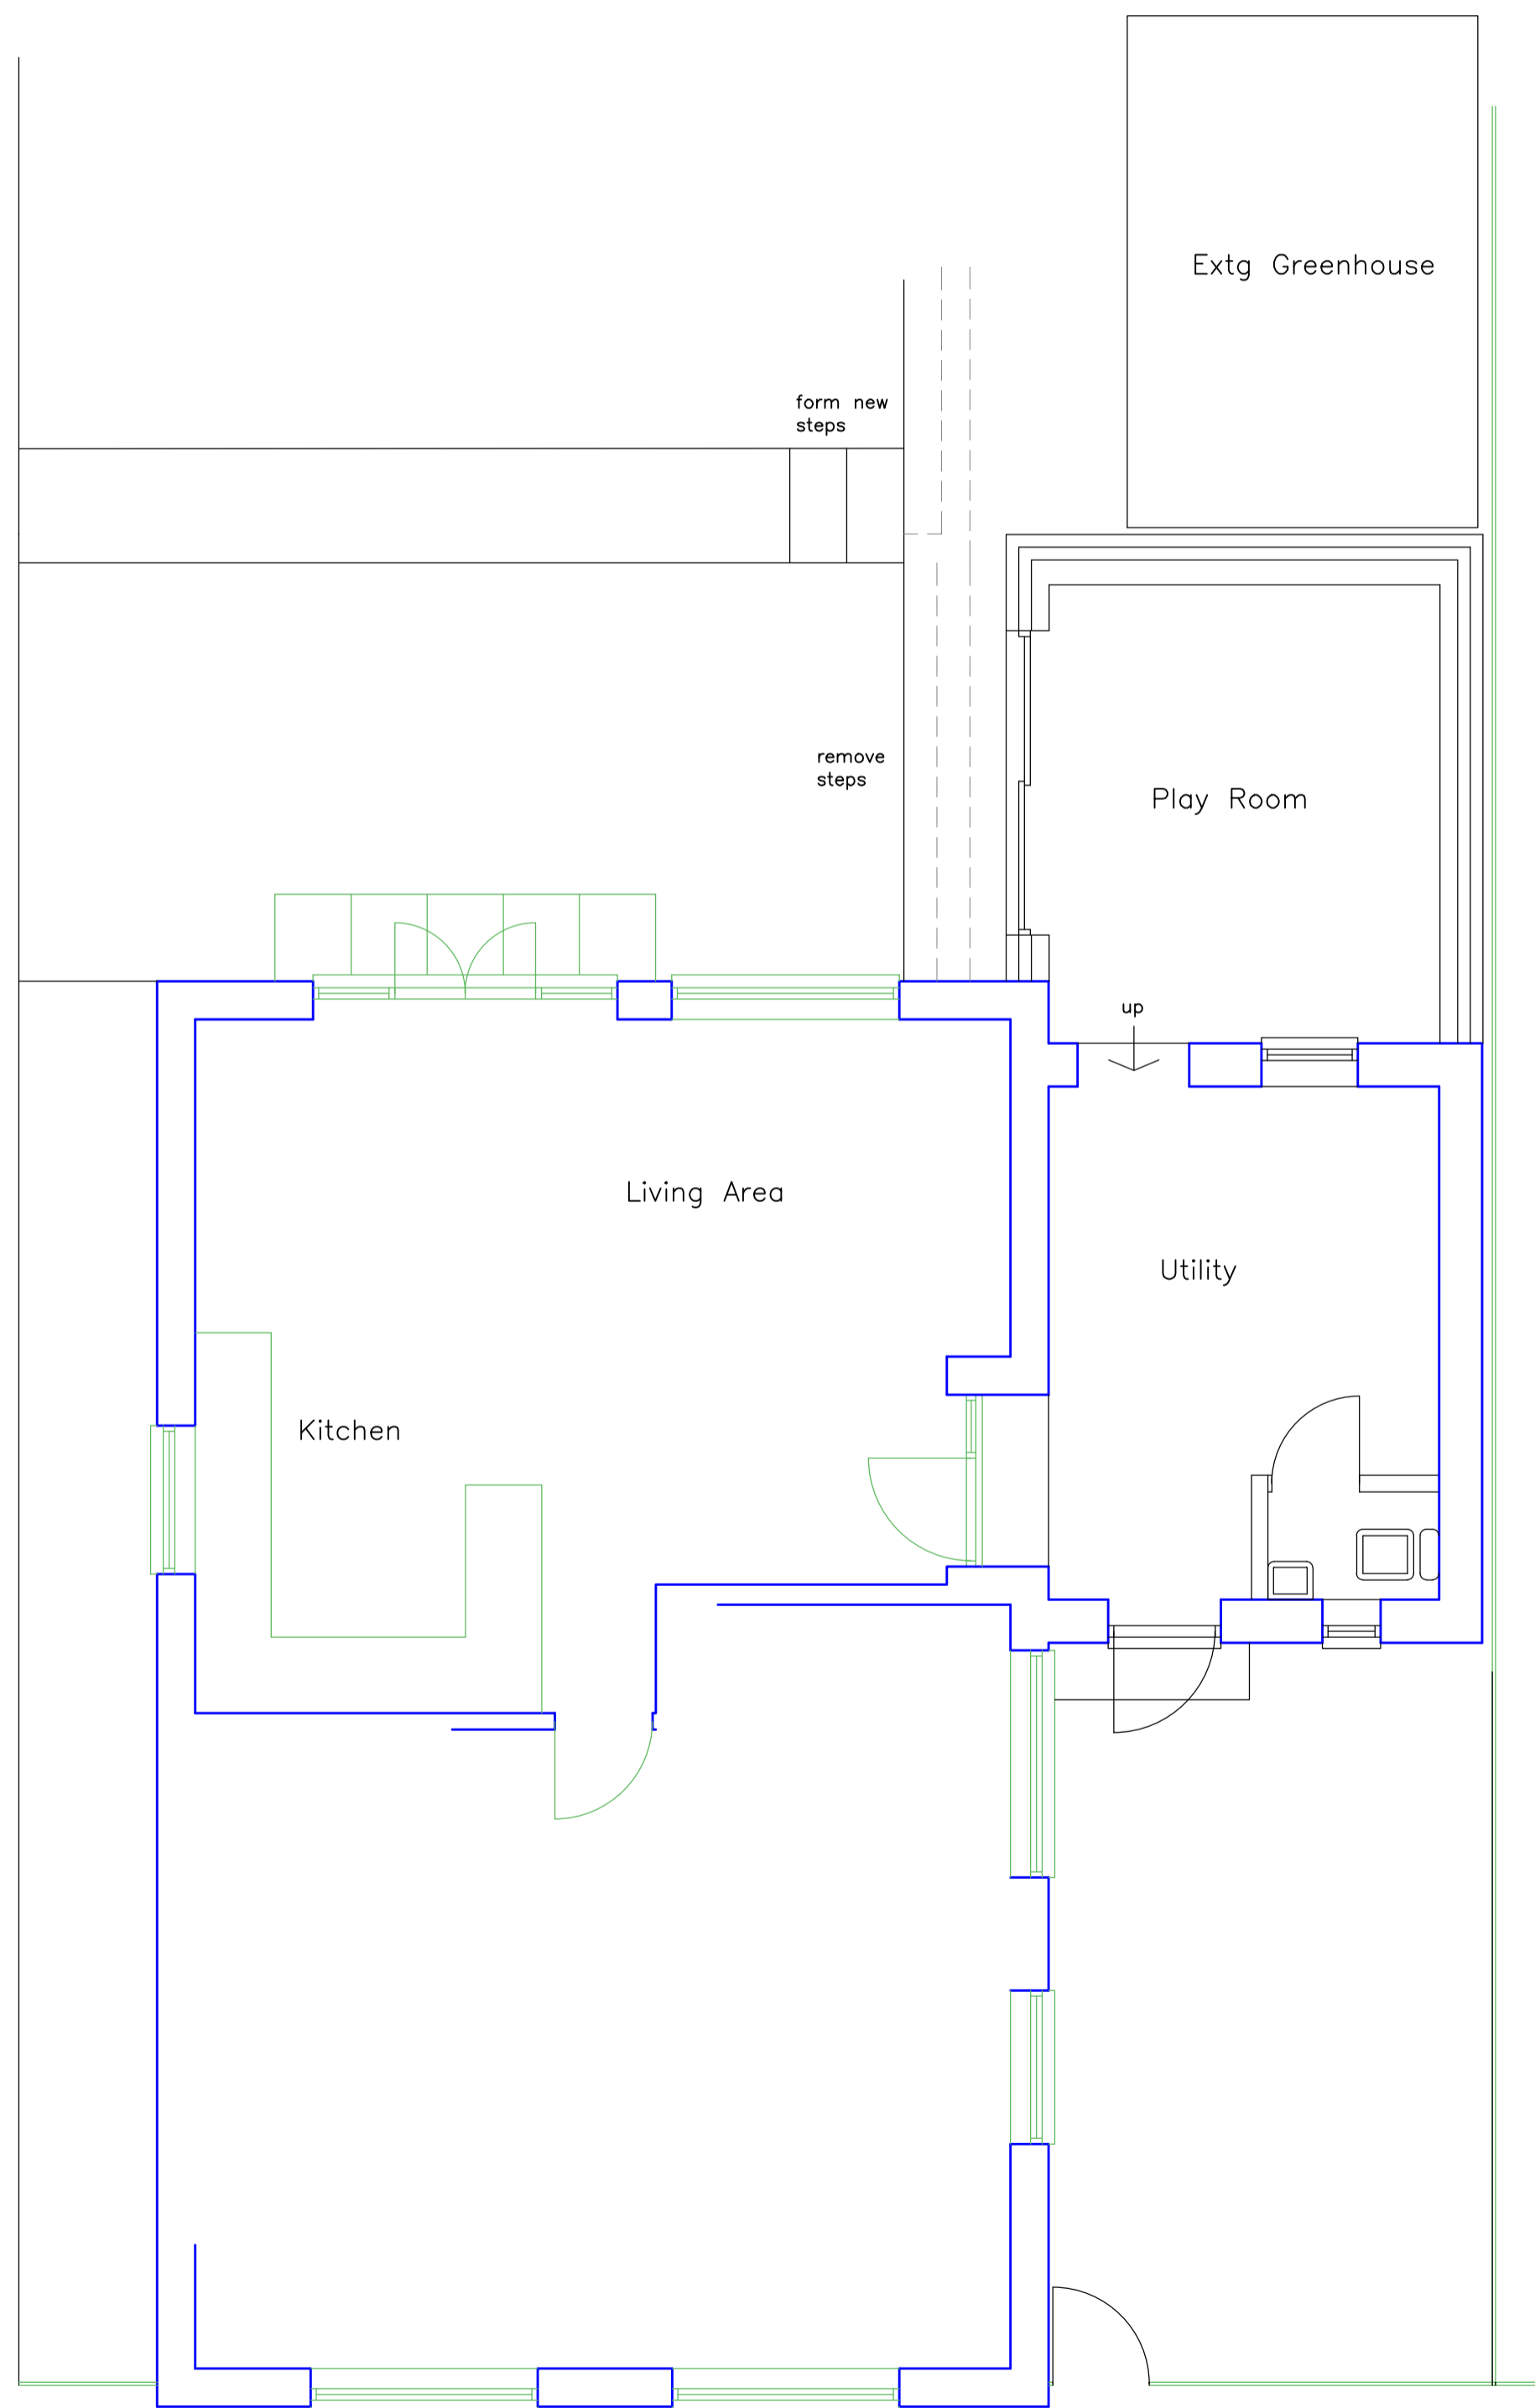 Extg Greenhouse
form new
steps
remove
steps
Play Room
up
Living Area
Utility
Kitchen